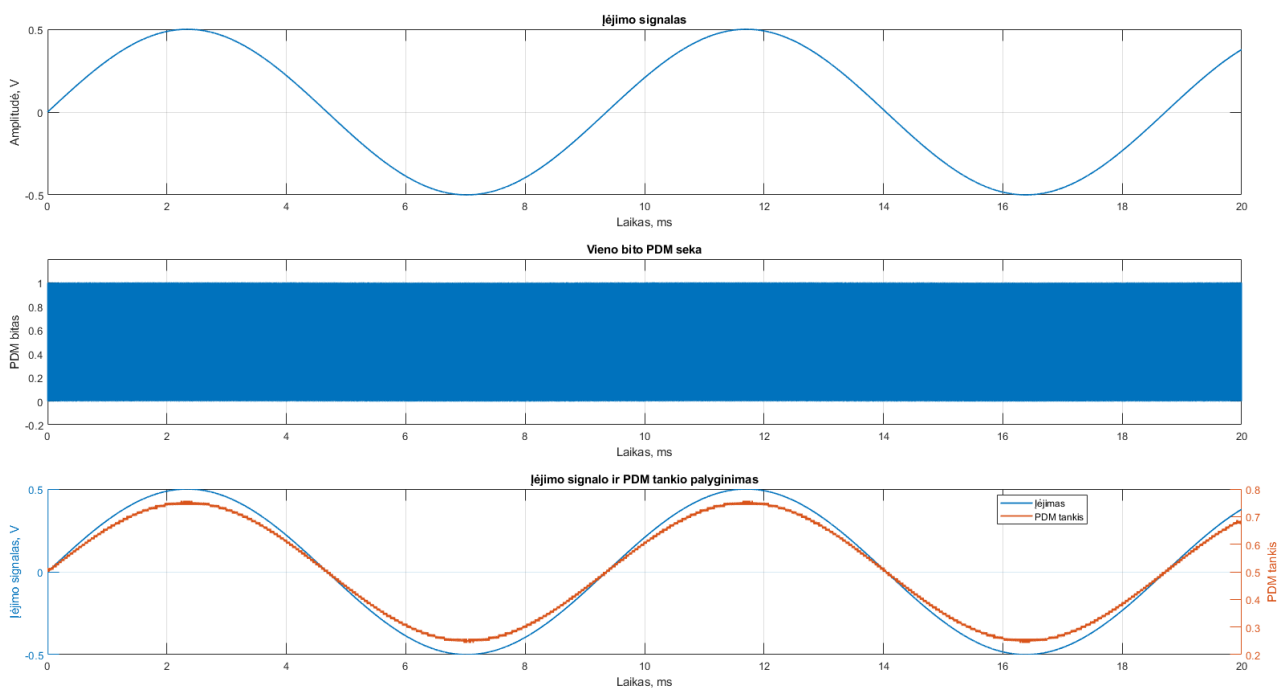 Įėjimo signalas
Amplitudė, V
0.5
0
-0.5
0 2 4 6 8 10 12 14 16 18 20
Laikas, ms
Vieno bito PDM seka
PDM bitas
1
0.8
0.6
0.4
0.2
0
-0.2
0 2 4 6 8 10 12 14 16 18 20
Laikas, ms
Įėjimo signalo ir PDM tankio palyginimas
Įėjimo signalas, V
0.5
0
-0.5
Įėjimas
PDM tankis
0.8
0.7
0.6
0.5
0.4
0.3
0.2
PDM tankis
0 2 4 6 8 10 12 14 16 18 20
Laikas, ms